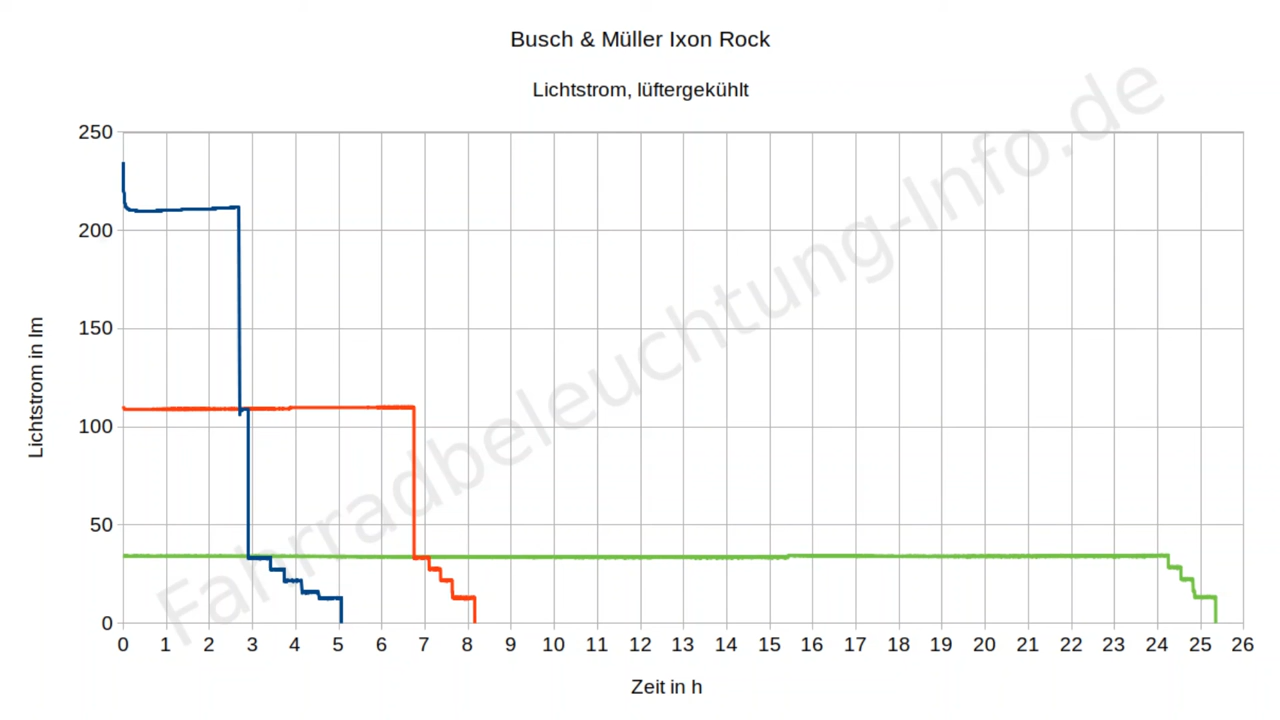 Busch & Müller Ixon Rock
Lichtstrom, lüftergekühlt
250
200
150
100
50
0
Lichtstrom in lm
0 1 2 3 4 5 6 7 8 9 10 11 12 13 14 15 16 17 18 19 20 21 22 23 24 25 26
Zeit in h
Fahrradbeleuchtung-Info.de